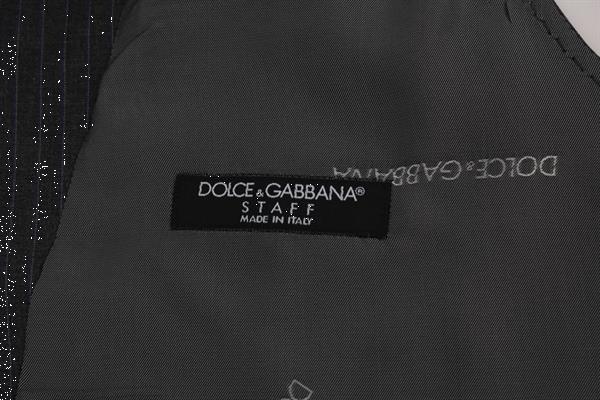 DOLCE & GABBANA
DOLCE & GABBANA®
STAFF
MADE IN ITALY